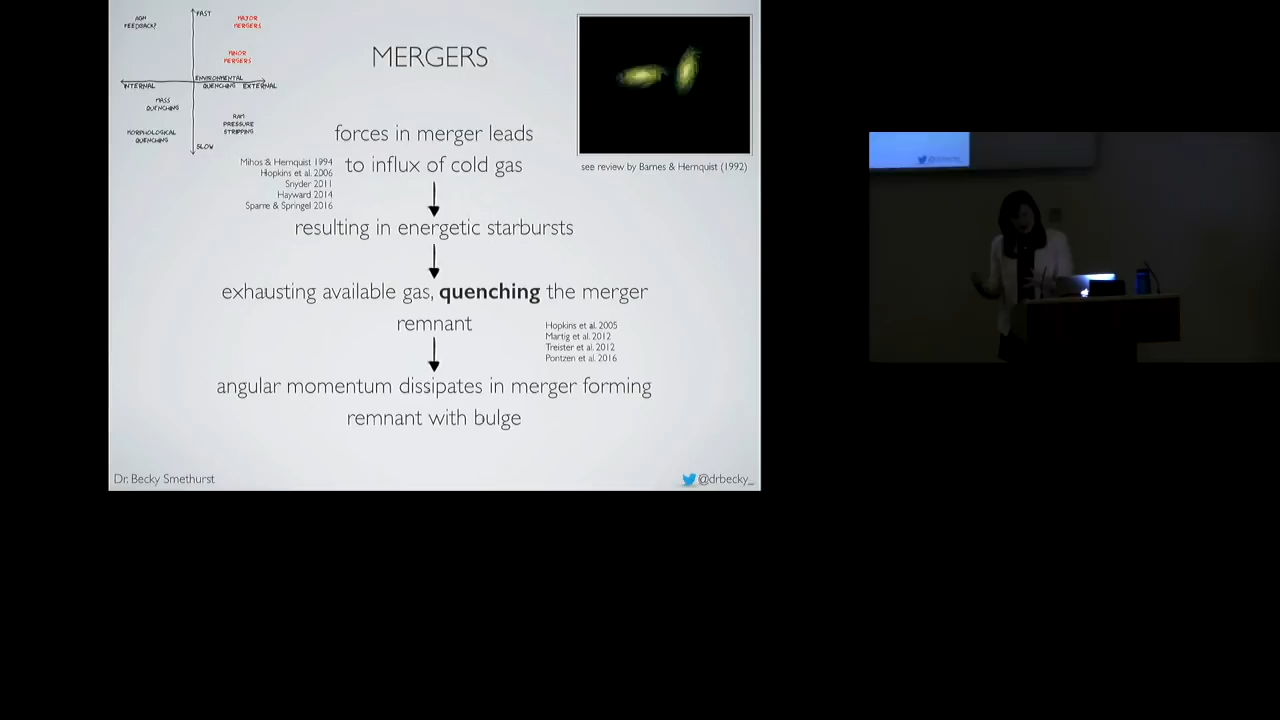 AGN
FEEDBACK?
FAST
MAJOR
MERGERS
MINOR
MERGERS
ENVIRONMENTAL
QUENCHING
INTERNAL
EXTERNAL
MASS
QUENCHING
RAM
PRESSURE
STRIPPING
MORPHOLOGICAL
QUENCHING
SLOW
MERGERS
see review by Barnes & Hernquist (1992)
forces in merger leads
to influx of cold gas
Mihos & Hernquist 1994
Hopkins et al. 2006
Snyder 2011
Hayward 2014
Sparre & Springel 2016
resulting in energetic starbursts
exhausting available gas, quenching the merger
remnant
Hopkins et al. 2005
Martig et al. 2012
Treister et al. 2012
Pontzen et al. 2016
angular momentum dissipates in merger forming
remnant with bulge
Dr. Becky Smethurst
@drbecky_
@drbecky_